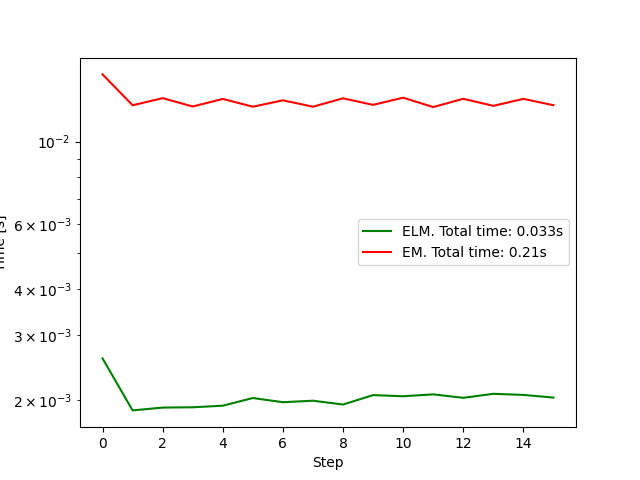 10⁻²
6 × 10⁻³
4 × 10⁻³
3 × 10⁻³
2 × 10⁻³
Time [s]
ELM. Total time: 0.033s
EM. Total time: 0.21s
0 2 4 6 8 10 12 14
Step